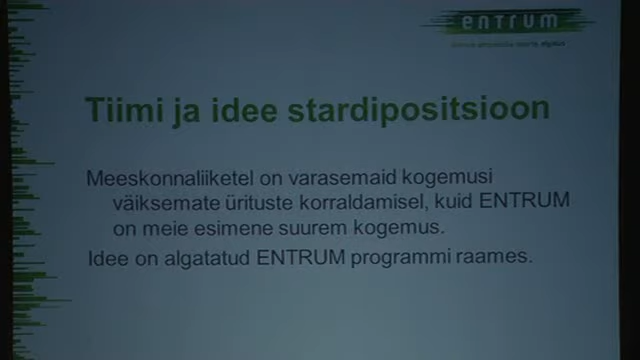 entrum
Tiimi ja idee stardipositsioon
Meeskonnaliiketel on varasemaid kogemusi
väiksemate ürituste korraldamisel, kuid ENTRUM
on meie esimene suurem kogemus.
Idee on algatatud ENTRUM programmi raames.